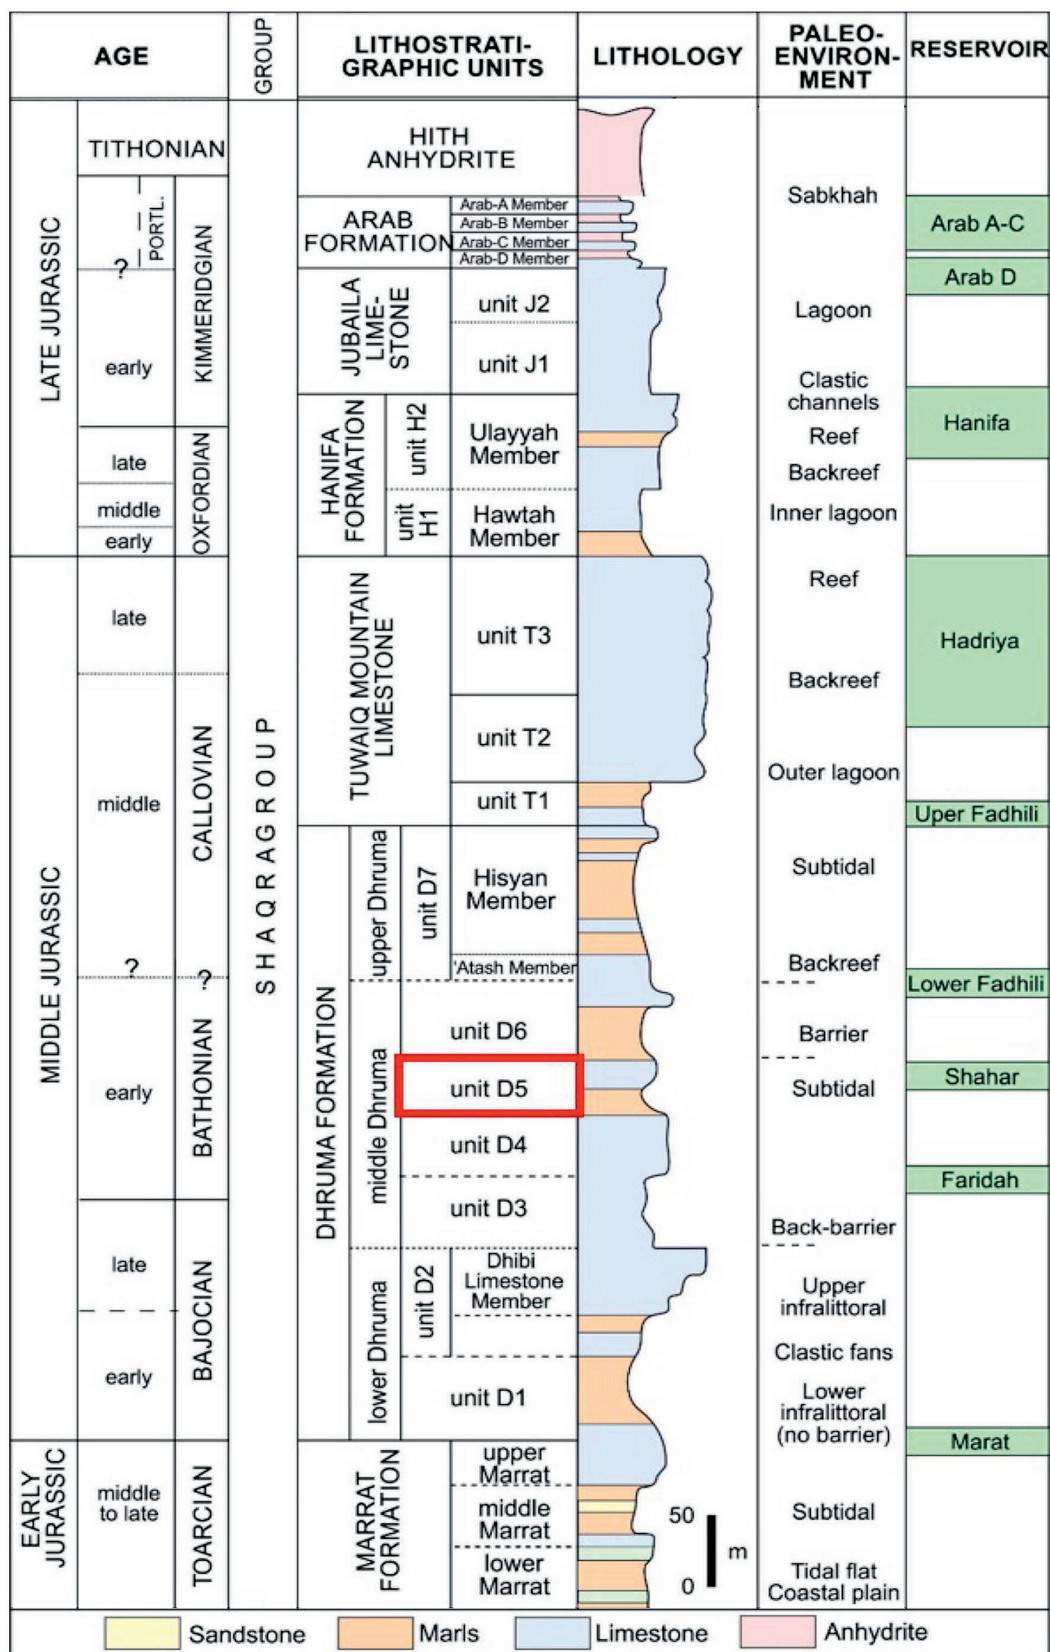 AGE
GROUP
LITHOSTRATI-
GRAPHIC UNITS
LITHOLOGY
PALEO-
ENVIRON-
MENT
RESERVOIR
LATE JURASSIC
TITHONIAN
PORTL.
?
KIMMERIDGIAN
early
late
middle
early
OXFORDIAN
MIDDLE JURASSIC
late
middle
CALLOVIAN
?
?
early
BATHONIAN
late
early
BAJOCIAN
EARLY
JURASSIC
middle
to late
TOARCIAN
SHAQRAGROUP
HITH
ANHYDRITE
ARAB
FORMATION
Arab-A Member
Arab-B Member
Arab-C Member
Arab-D Member
JUBAILA
LIME-
STONE
unit J2
unit J1
HANIFA
FORMATION
unit H2
Ulayyah
Member
unit
H1
Hawtah
Member
TUWAIQ MOUNTAIN
LIMESTONE
unit T3
unit T2
unit T1
DHRUMA FORMATION
upper Dhruma
unit D7
Hisyan
Member
'Atash Member
middle Dhruma
unit D6
unit D5
unit D4
unit D3
lower Dhruma
unit D2
Dhibi
Limestone
Member
unit D1
MARRAT
FORMATION
upper
Marrat
middle
Marrat
lower
Marrat
50
m
0
Sabkhah
Lagoon
Clastic
channels
Reef
Backreef
Inner lagoon
Reef
Backreef
Outer lagoon
Subtidal
Backreef
Barrier
Subtidal
Back-barrier
Upper
infralittoral
Clastic fans
Lower
infralittoral
(no barrier)
Subtidal
Tidal flat
Coastal plain
Arab A-C
Arab D
Hanifa
Hadriya
Uper Fadhili
Lower Fadhili
Shahar
Faridah
Marat
Sandstone
Marls
Limestone
Anhydrite